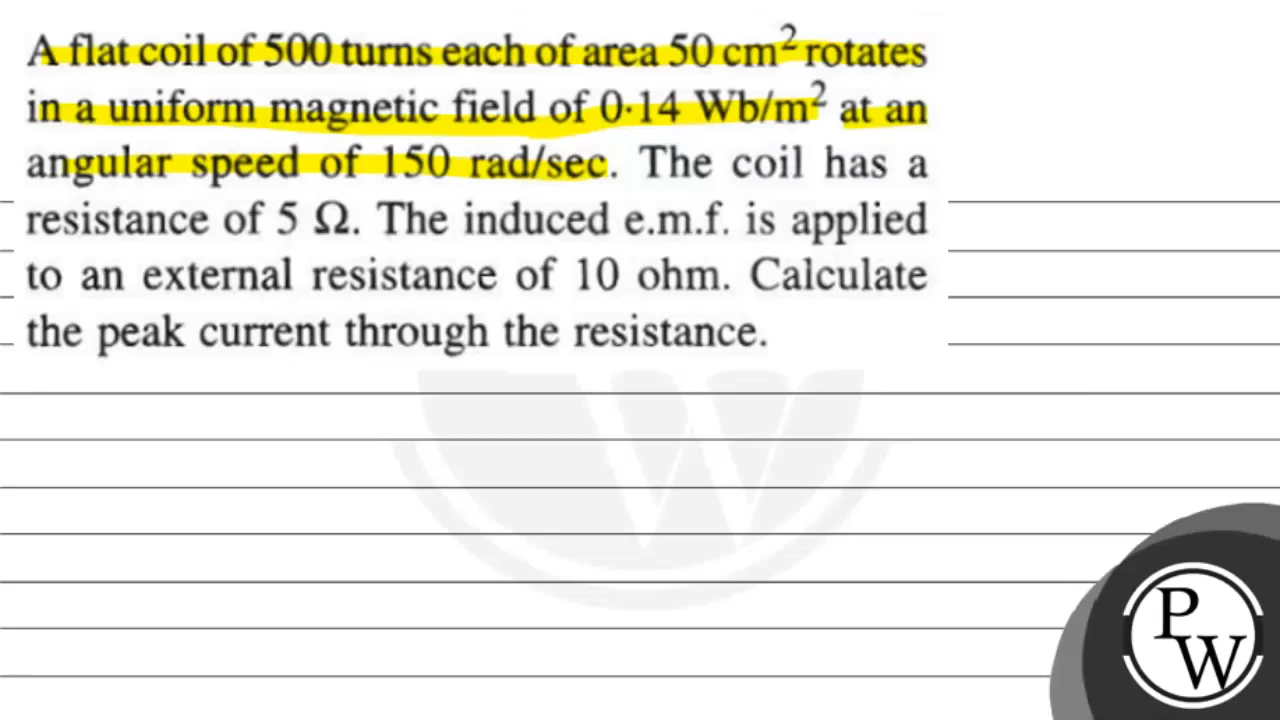 A flat coil of 500 turns each of area 50 cm² rotates
in a uniform magnetic field of 0·14 Wb/m² at an
angular speed of 150 rad/sec. The coil has a
resistance of 5 Ω. The induced e.m.f. is applied
to an external resistance of 10 ohm. Calculate
the peak current through the resistance.
P
W